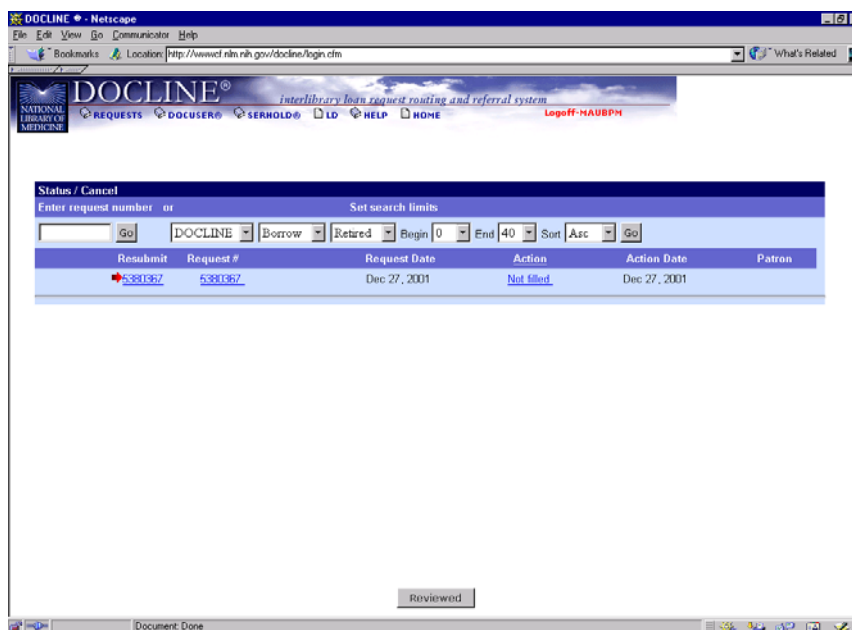 DOCLINE ® - Netscape
File Edit View Go Communicator Help
Bookmarks Location: http://wwwcf.nlm.nih.gov/docline/login.cfm What's Related
DOCLINE®
interlibrary loan request routing and referral system
NATIONAL LIBRARY OF MEDICINE
REQUESTS DOCUSER® SERHOLD® LD HELP HOME Logoff-MAUBPM
Status / Cancel
Enter request number or Set search limits
Go DOCLINE Borrow Retired Begin 0 End 40 Sort Asc Go
Resubmit Request # Request Date Action Action Date Patron
5380367 5380367 Dec 27, 2001 Not filled Dec 27, 2001
Reviewed
Document: Done